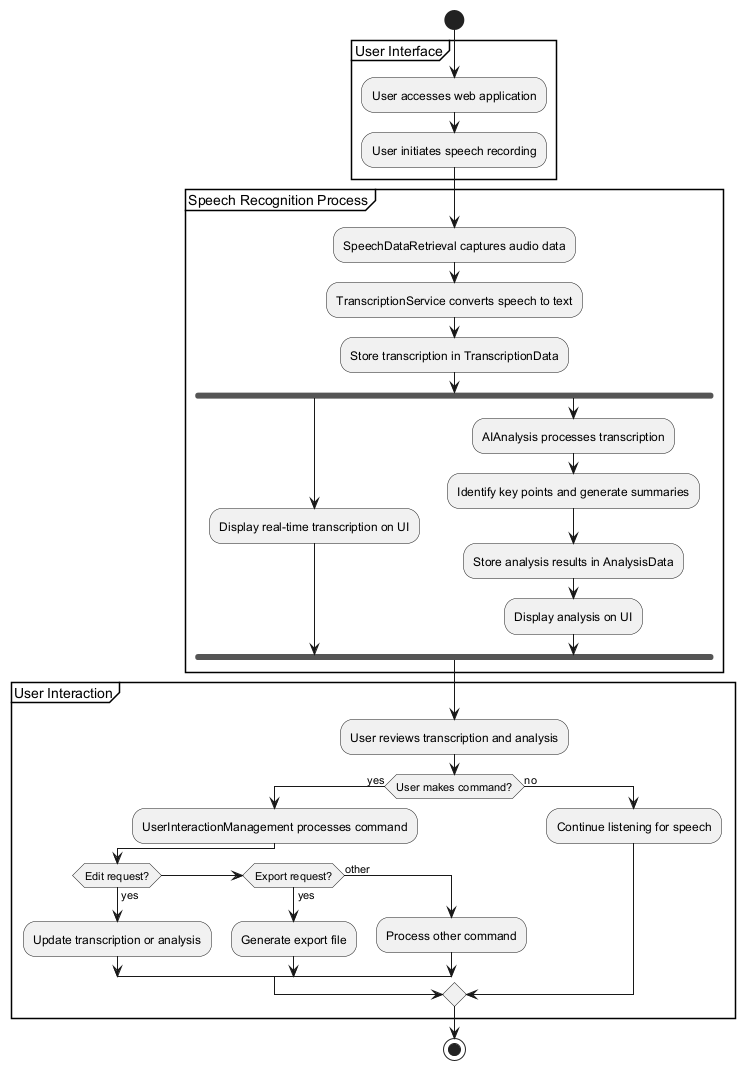 User Interface
User accesses web application
User initiates speech recording
Speech Recognition Process
SpeechDataRetrieval captures audio data
TranscriptionService converts speech to text
Store transcription in TranscriptionData
AIAnalysis processes transcription
Identify key points and generate summaries
Display real-time transcription on UI
Store analysis results in AnalysisData
Display analysis on UI
User Interaction
User reviews transcription and analysis
yes
User makes command?
no
UserInteractionManagement processes command
Continue listening for speech
Edit request?
Export request?
other
yes
yes
Update transcription or analysis
Generate export file
Process other command